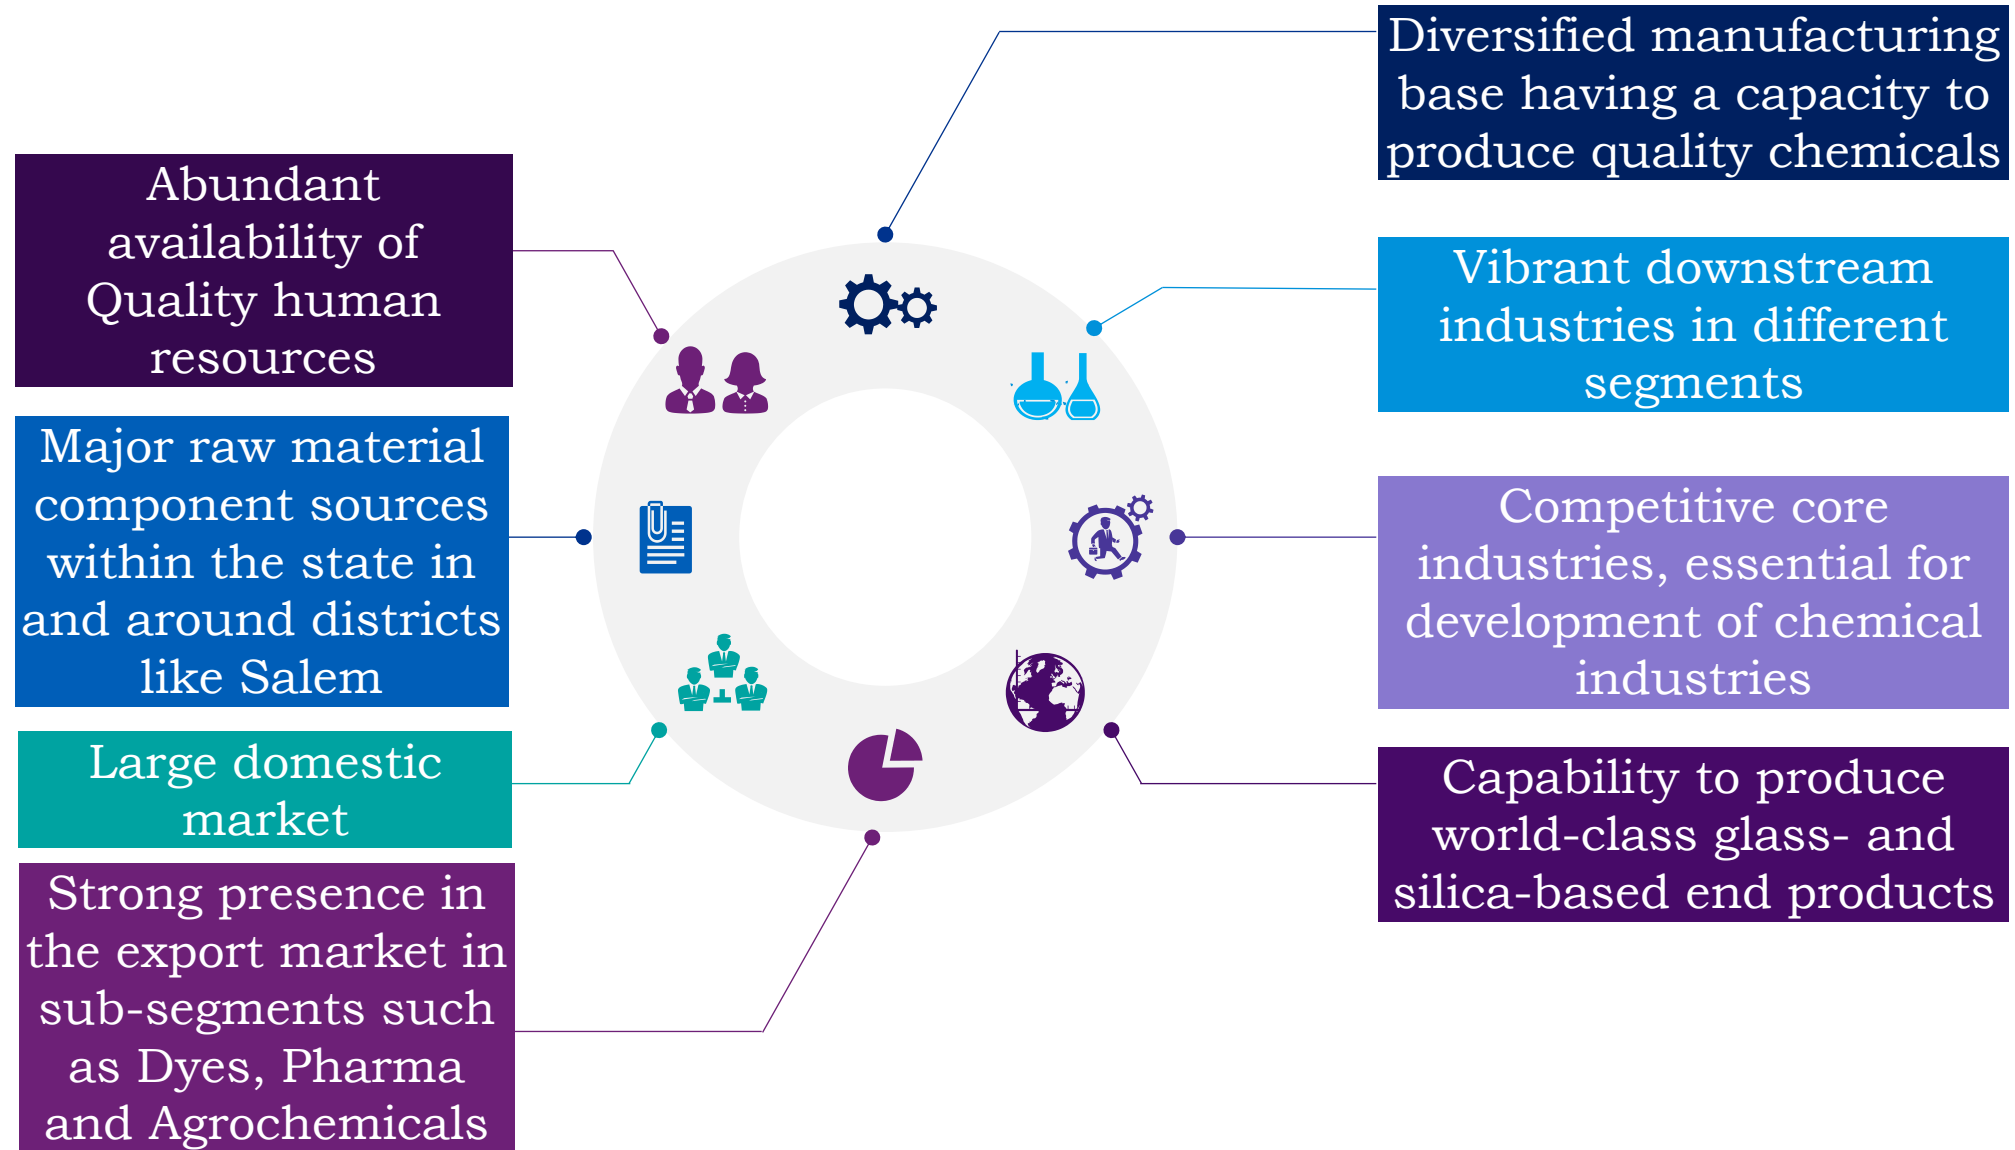 Diversified manufacturing
base having a capacity to
produce quality chemicals
Abundant
availability of
Quality human
resources
Vibrant downstream
industries in different
segments
Major raw material
component sources
within the state in
and around districts
like Salem
Competitive core
industries, essential for
development of chemical
industries
Large domestic
market
Capability to produce
world-class glass- and
silica-based end products
Strong presence in
the export market in
sub-segments such
as Dyes, Pharma
and Agrochemicals